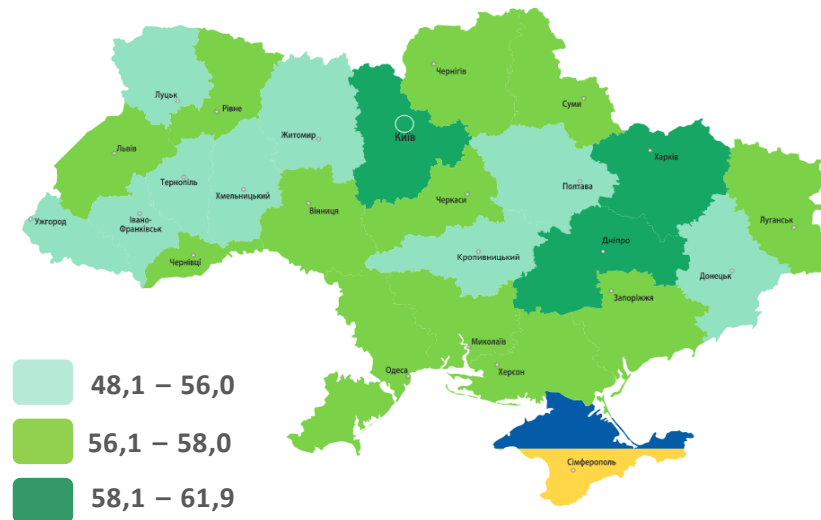 Чернігів
Луцьк
Рівне
Суми
Київ
Житомир
Харків
Львів
Тернопіль
Хмельницький
Полтава
Черкаси
Вінниця
Ужгород
Івано-
Франківськ
Луганськ
Кропивницький
Дніпро
Чернівці
Донецьк
Запоріжжя
Миколаїв
Одеса
Херсон
48,1 – 56,0
56,1 – 58,0
58,1 – 61,9
Сімферополь